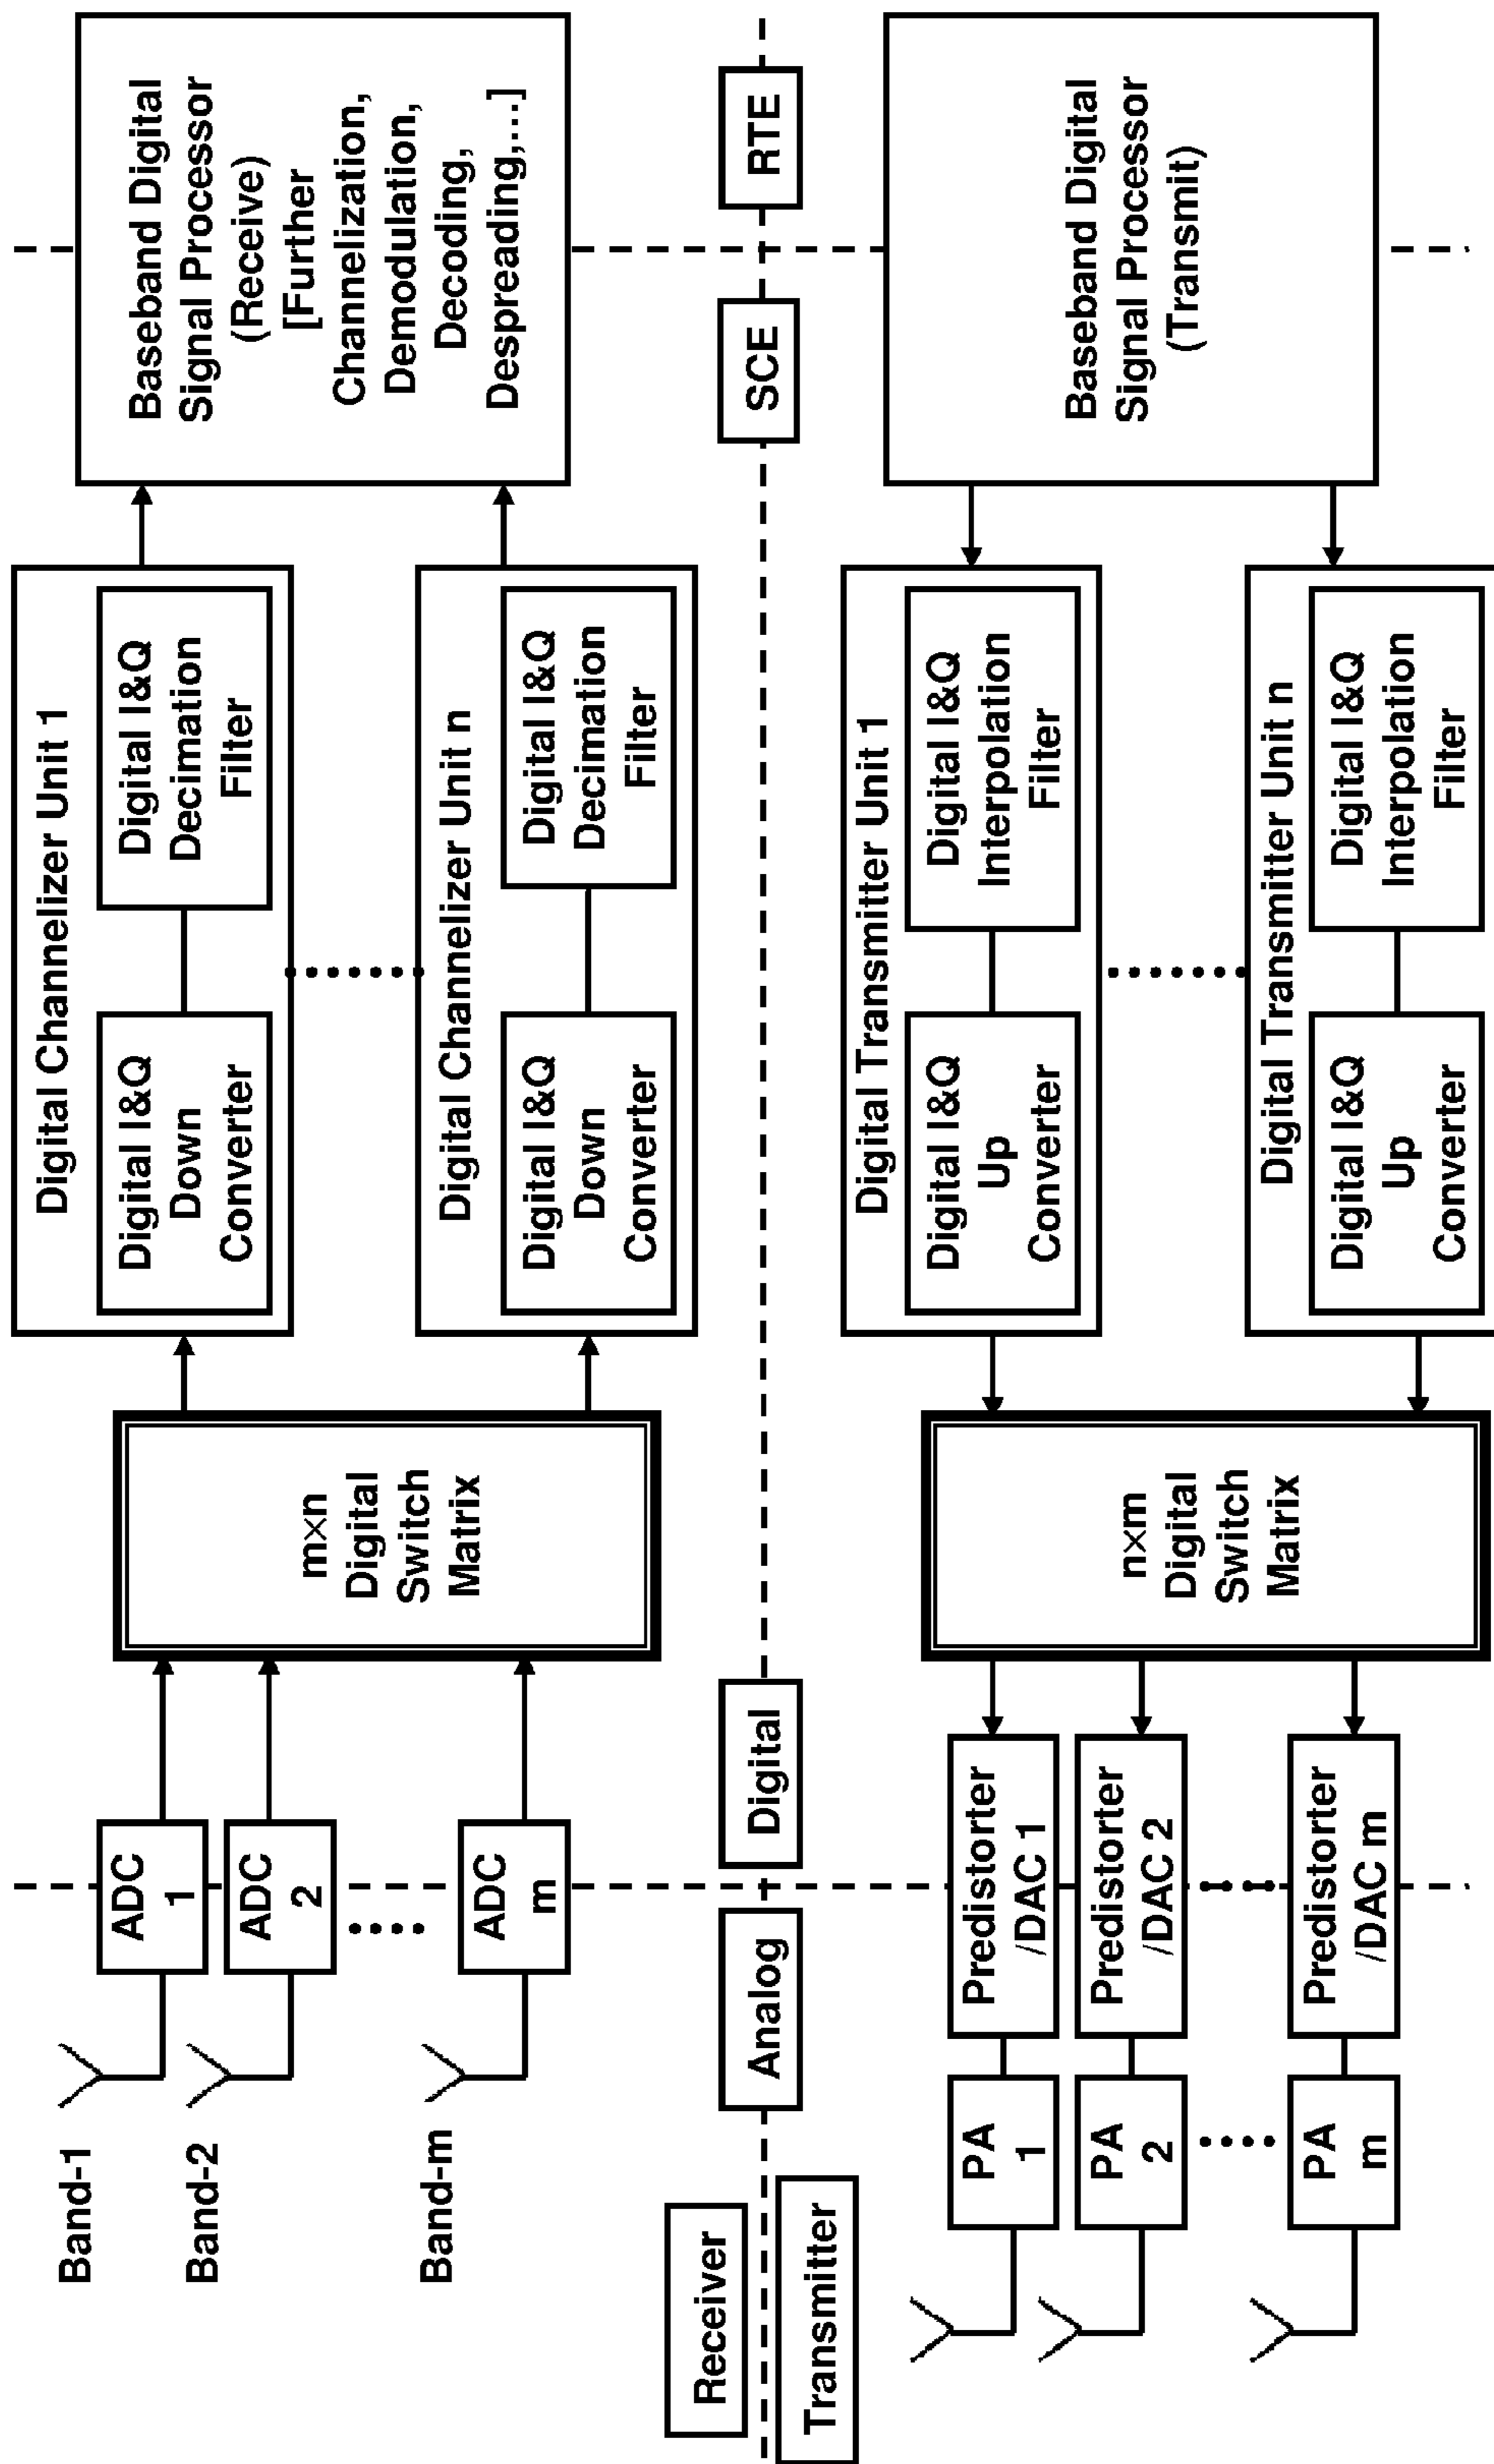 Band-1
Band-2
Band-m
ADC
1
ADC
2
ADC
m
m×n
Digital
Switch
Matrix
Digital Channelizer Unit 1
Digital I&Q
Down
Converter
Digital I&Q
Decimation
Filter
Digital Channelizer Unit n
Digital I&Q
Down
Converter
Digital I&Q
Decimation
Filter
Baseband Digital
Signal Processor
(Receive)
[Further
Channelization,
Demodulation,
Decoding,
Despreading,...]
Receiver
Transmitter
Analog
Digital
SCE
RTE
PA
1
PA
2
PA
m
Predistorter
/DAC 1
Predistorter
/DAC 2
Predistorter
/DAC m
n×m
Digital
Switch
Matrix
Digital Transmitter Unit 1
Digital I&Q
Up
Converter
Digital I&Q
Interpolation
Filter
Digital Transmitter Unit n
Digital I&Q
Up
Converter
Digital I&Q
Interpolation
Filter
Baseband Digital
Signal Processor
(Transmit)